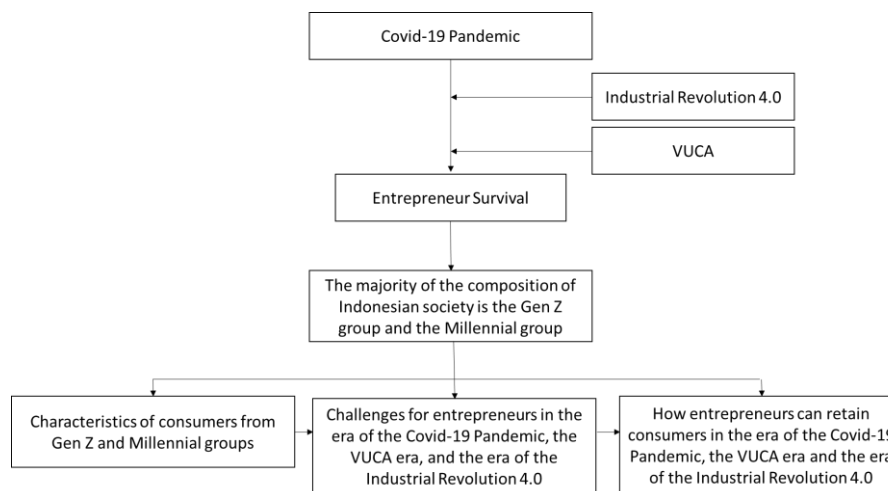 Covid-19 Pandemic
Industrial Revolution 4.0
VUCA
Entrepreneur Survival
The majority of the composition of
Indonesian society is the Gen Z
group and the Millennial group
Characteristics of consumers from
Gen Z and Millennial groups
Challenges for entrepreneurs in the
era of the Covid-19 Pandemic, the
VUCA era, and the era of the
Industrial Revolution 4.0
How entrepreneurs can retain
consumers in the era of the Covid-19
Pandemic, the VUCA era and the era
of the Industrial Revolution 4.0